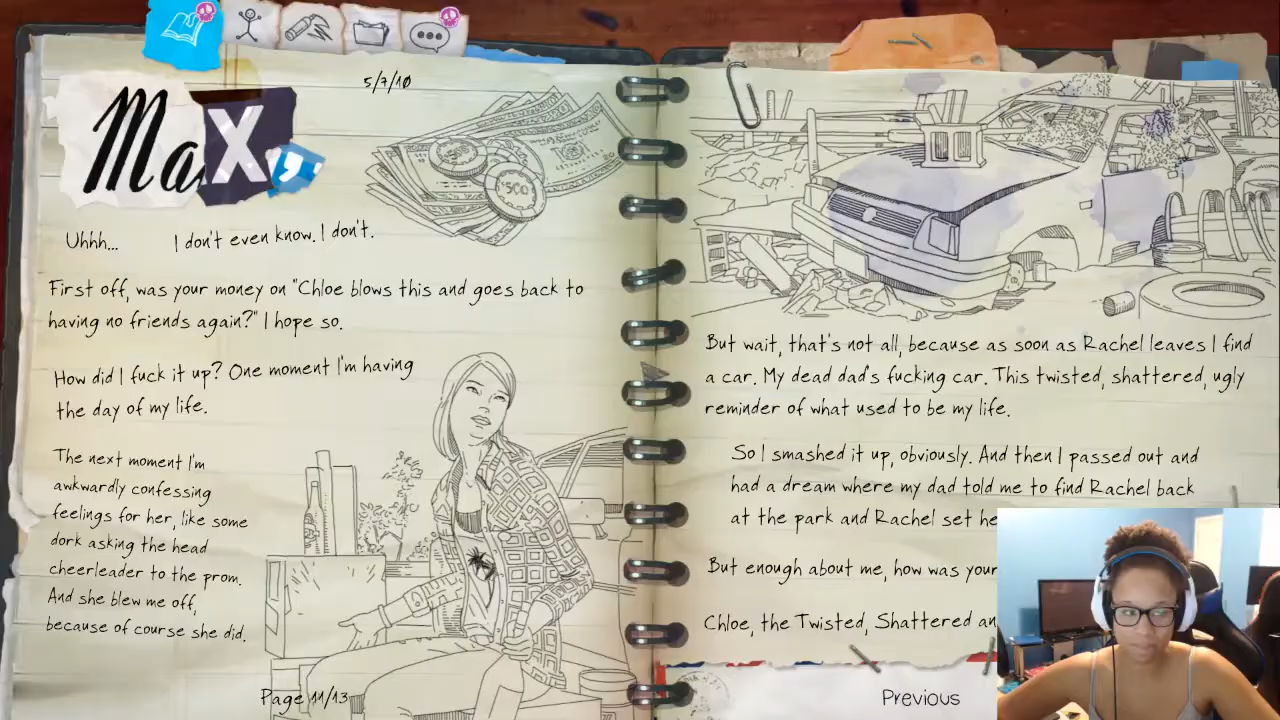 5/7/10
Max,
Uhhh... I don't even know. I don't.
First off, was your money on "Chloe blows this and goes back to
having no friends again?" I hope so.
How did I fuck it up? One moment I'm having
the day of my life.
The next moment I'm
awkwardly confessing
feelings for her, like some
dork asking the head
cheerleader to the prom.
And she blew me off,
because of course she did.
Page 11/13
But wait, that's not all, because as soon as Rachel leaves I find
a car. My dead dad's fucking car. This twisted, shattered, ugly
reminder of what used to be my life.
So I smashed it up, obviously. And then I passed out and
had a dream where my dad told me to find Rachel back
at the park and Rachel set
But enough about me, how was your
Chloe, the Twisted, Shattered
Previous